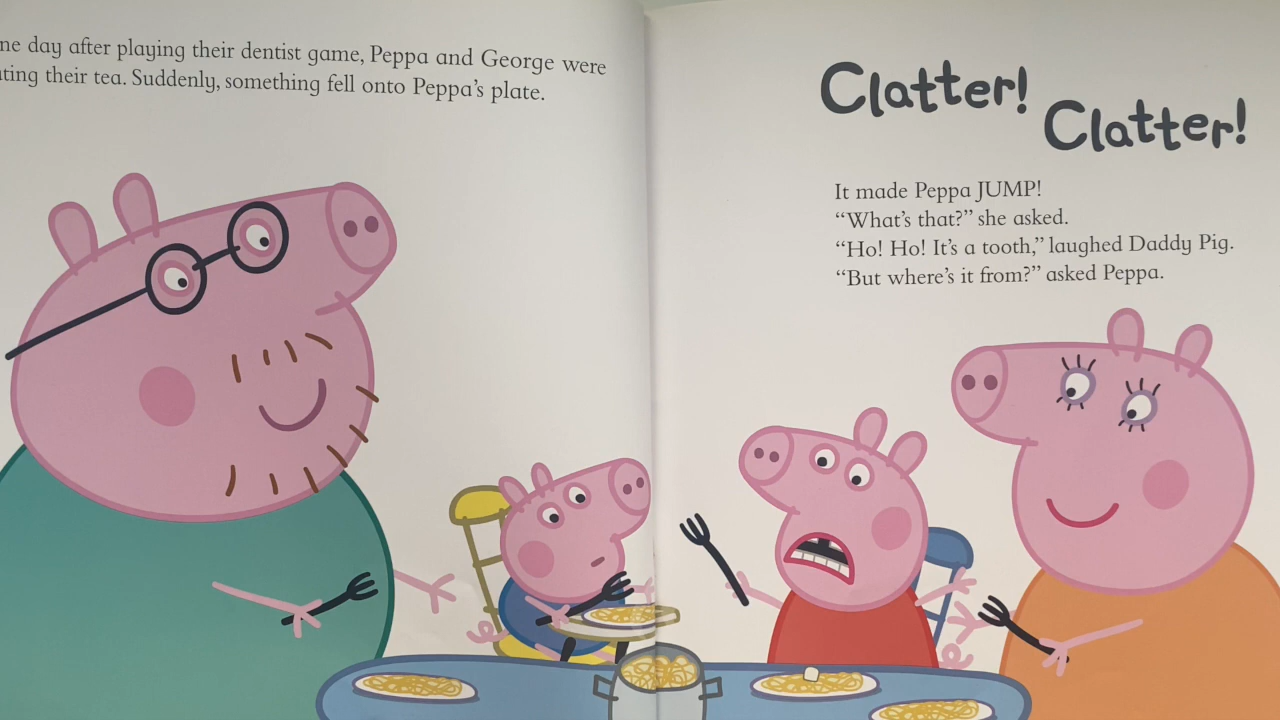 ne day after playing their dentist game, Peppa and George were
ting their tea. Suddenly, something fell onto Peppa's plate.
Clatter!
Clatter!
It made Peppa JUMP!
“What's that?” she asked.
“Ho! Ho! It's a tooth,” laughed Daddy Pig.
“But where's it from?” asked Peppa.